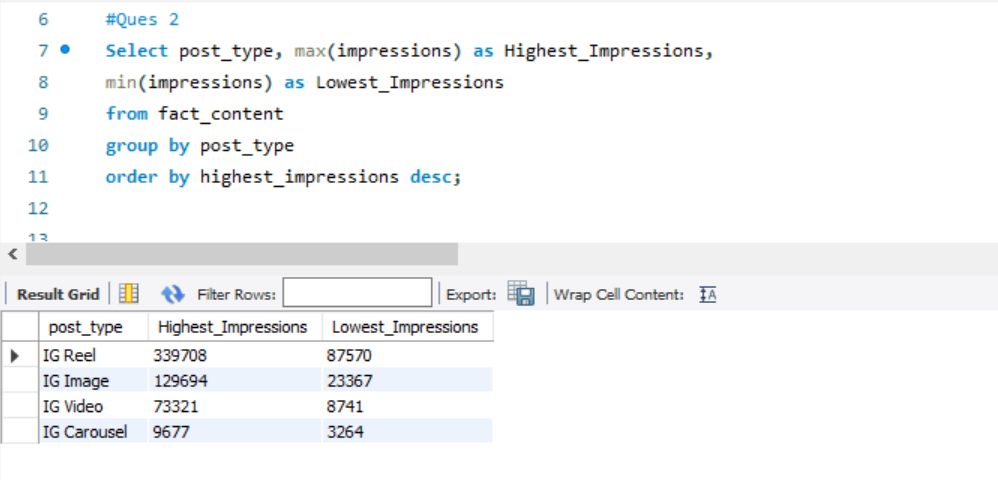 6 #Ques 2
7 Select post_type, max(impressions) as Highest_Impressions,
8 min(impressions) as Lowest_Impressions
9 from fact_content
10 group by post_type
11 order by highest_impressions desc;
12
13
Result Grid Filter Rows: Export: Wrap Cell Content: IA
post_type Highest_Impressions Lowest_Impressions
IG Reel 339708 87570
IG Image 129694 23367
IG Video 73321 8741
IG Carousel 9677 3264